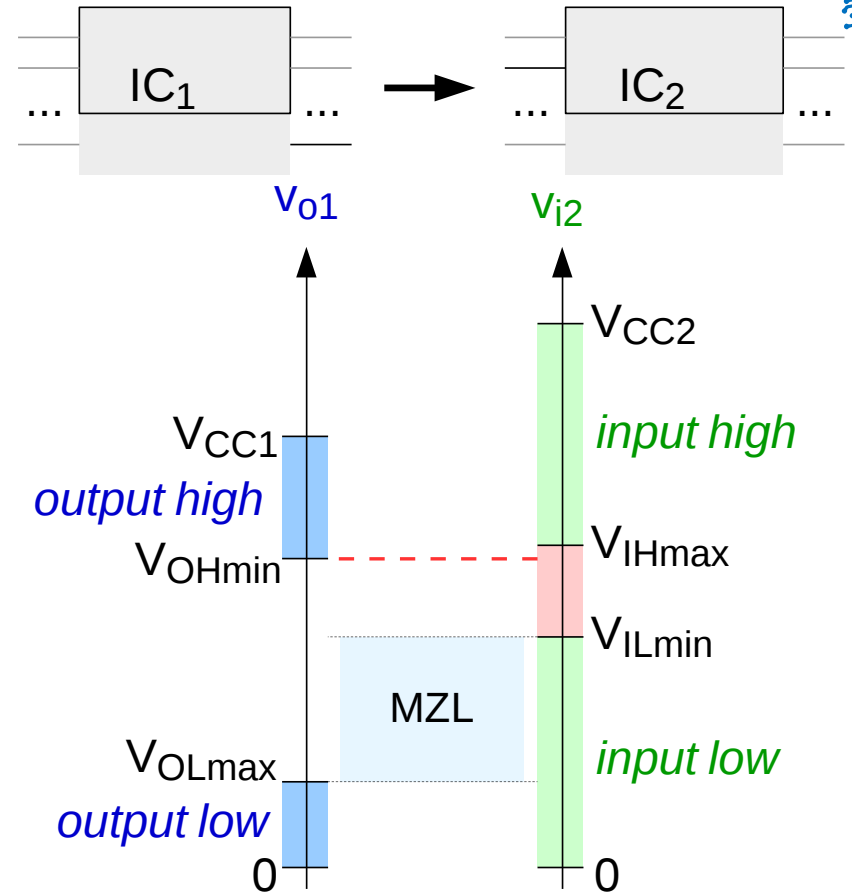 IC1 IC2
... ... ... ...
vo1 vi2
VCC2
VCC1 input high
output high
VOHmin VIHmax
VILmin
MZL
VOLmax input low
output low
0 0